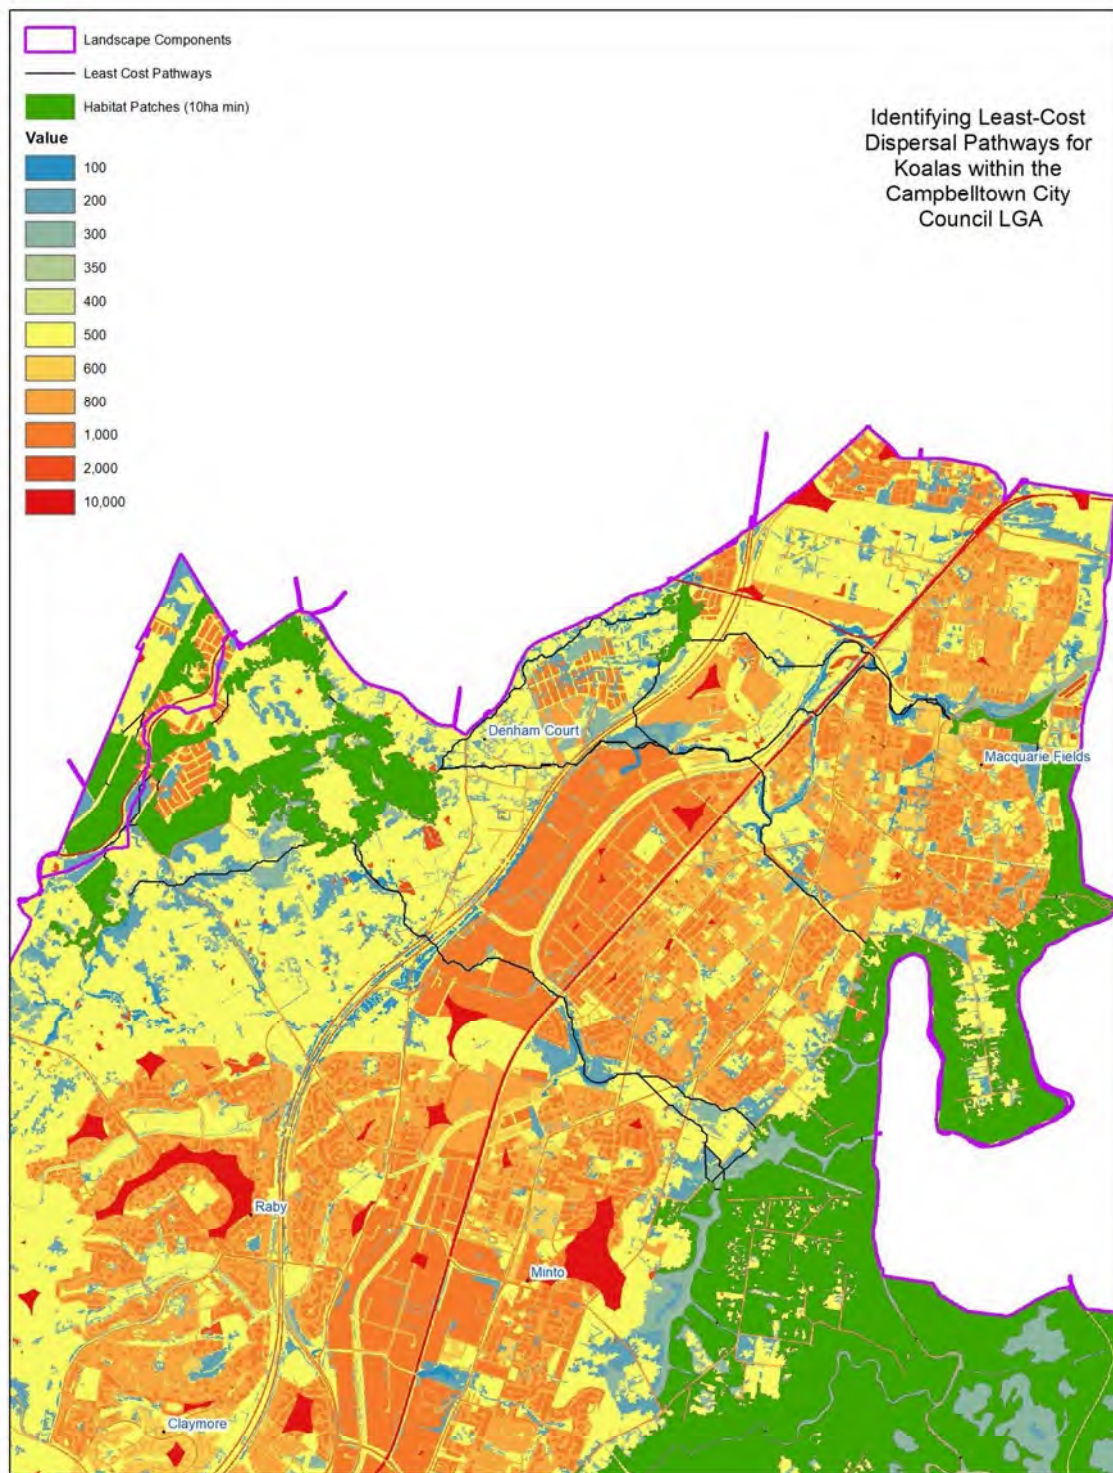 Landscape Components
Least Cost Pathways
Habitat Patches (10ha min)
Value
100
200
300
350
400
500
600
800
1,000
2,000
10,000
Identifying Least-Cost
Dispersal Pathways for
Koalas within the
Campbelltown City
Council LGA
Denham Court
Macquarie Fields
Raby
Minto
Claymore